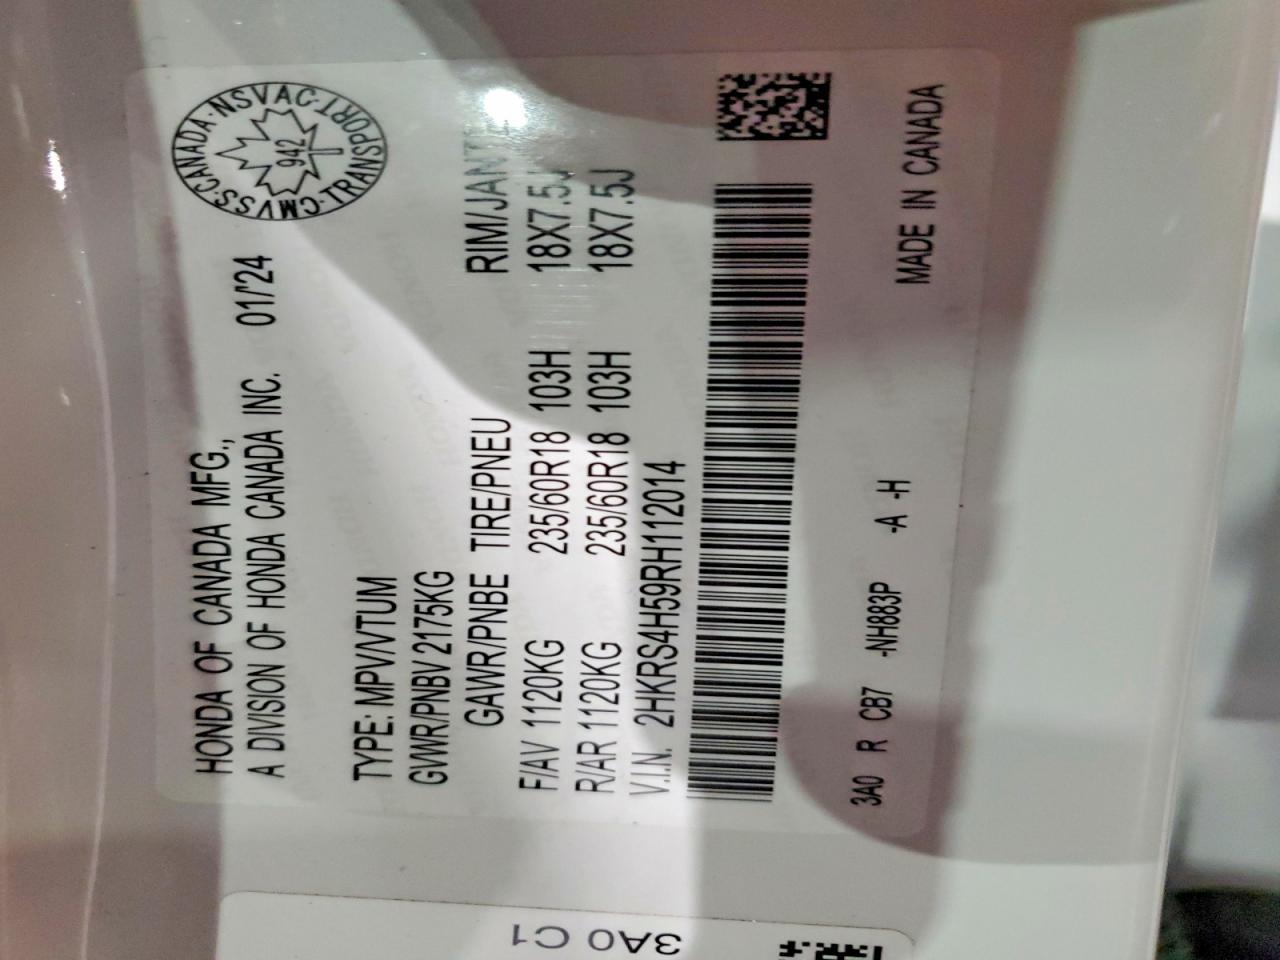 HONDA OF CANADA MFG.,
A DIVISION OF HONDA CANADA INC. 01/'24
CMVSS·CANADA·NSVAC·TRANSPORT·
942
TYPE: MPV/VTUM
GVWR/PNBV 2175KG
GAWR/PNBE TIRE/PNEU RIM/JANTE
F/AV 1120KG 235/60R18 103H 18X7.5J
R/AR 1120KG 235/60R18 103H 18X7.5J
V.I.N. 2HKRS4H59RH112014
MADE IN CANADA
3A0 R CB7 -NH883P -A -H
3A0 C1